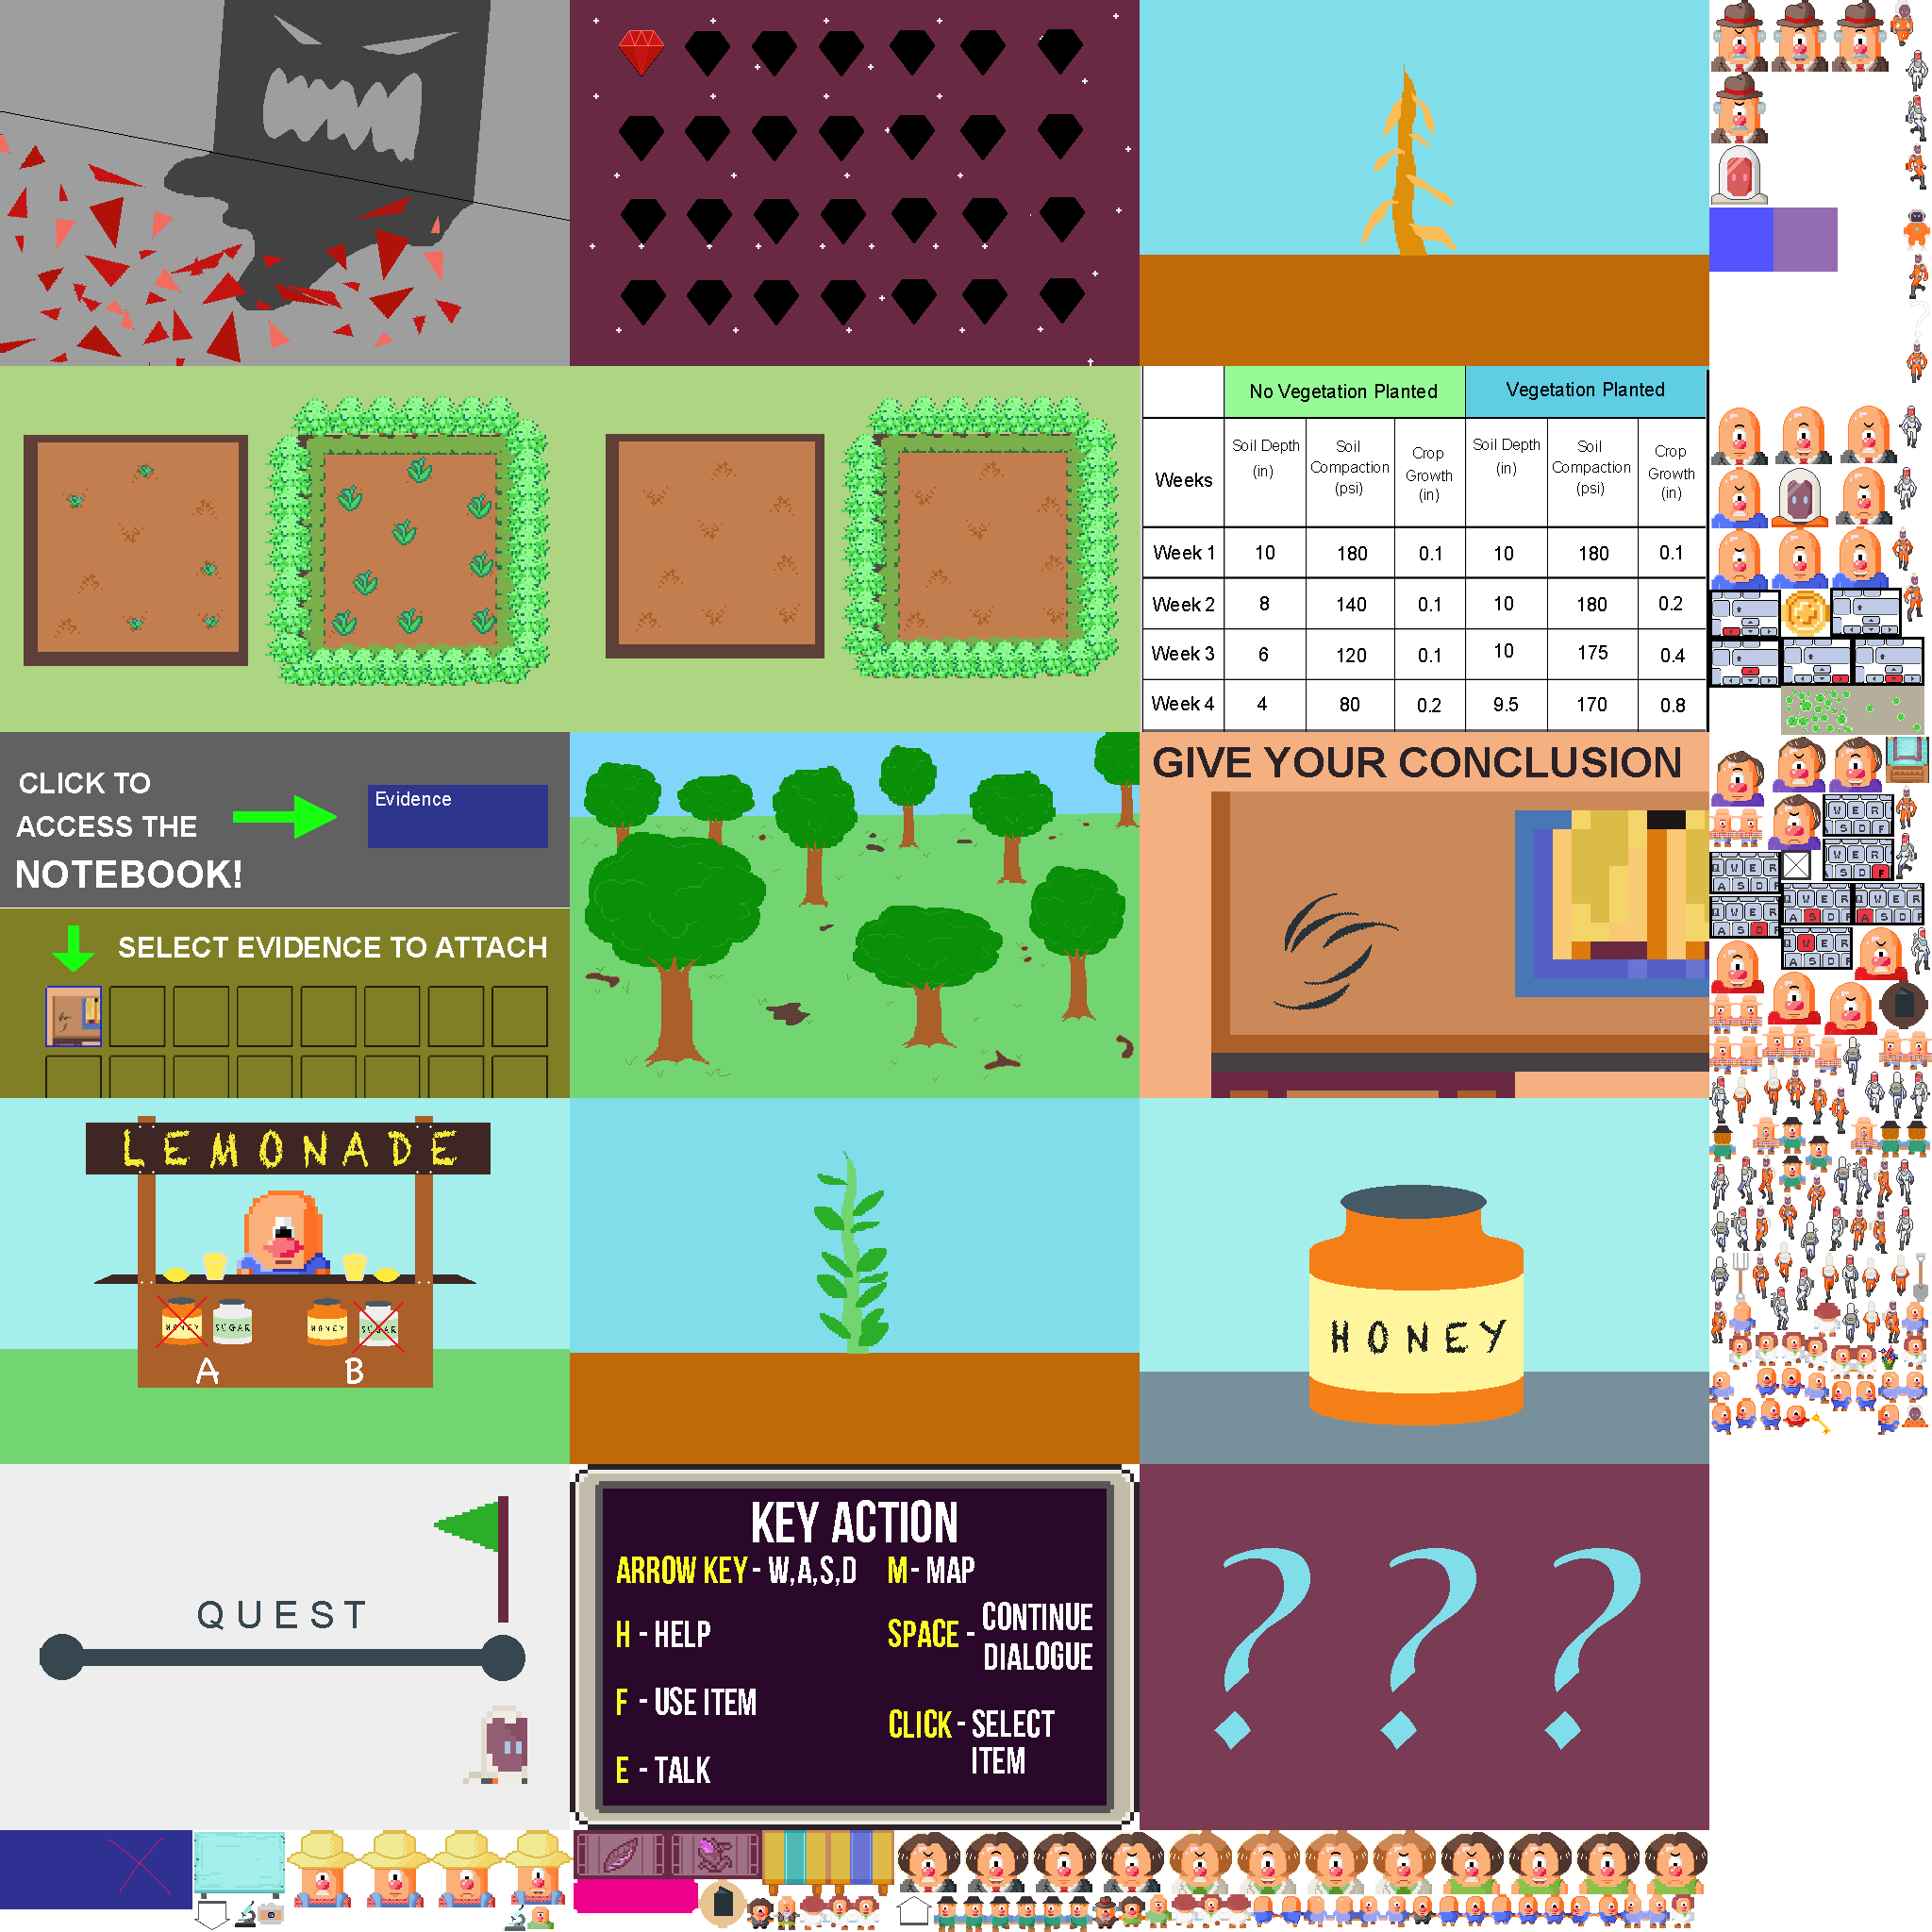 No Vegetation Planted Vegetation Planted
Weeks Soil Depth (in) Soil Compaction (psi) Crop Growth (in) Soil Depth (in) Soil Compaction (psi) Crop Growth (in)
Week 1 10 180 0.1 10 180 0.1
Week 2 8 140 0.1 10 180 0.2
Week 3 6 120 0.1 10 175 0.4
Week 4 4 80 0.2 9.5 170 0.8
CLICK TO
ACCESS THE
NOTEBOOK!
Evidence
SELECT EVIDENCE TO ATTACH
GIVE YOUR CONCLUSION
W E R
S D F
W E R
S D F
Q W E R
A S D F
Q W E R
A S D F
Q W E R
A S D F
Q W E R
A S D F
Q W E R
A S D F
LEMONADE
HONEY SUGAR HONEY SUGAR
A B
HONEY
QUEST
KEY ACTION
ARROW KEY - W,A,S,D M - MAP
H - HELP
SPACE - CONTINUE
DIALOGUE
F - USE ITEM
CLICK - SELECT
ITEM
E - TALK
? ? ?